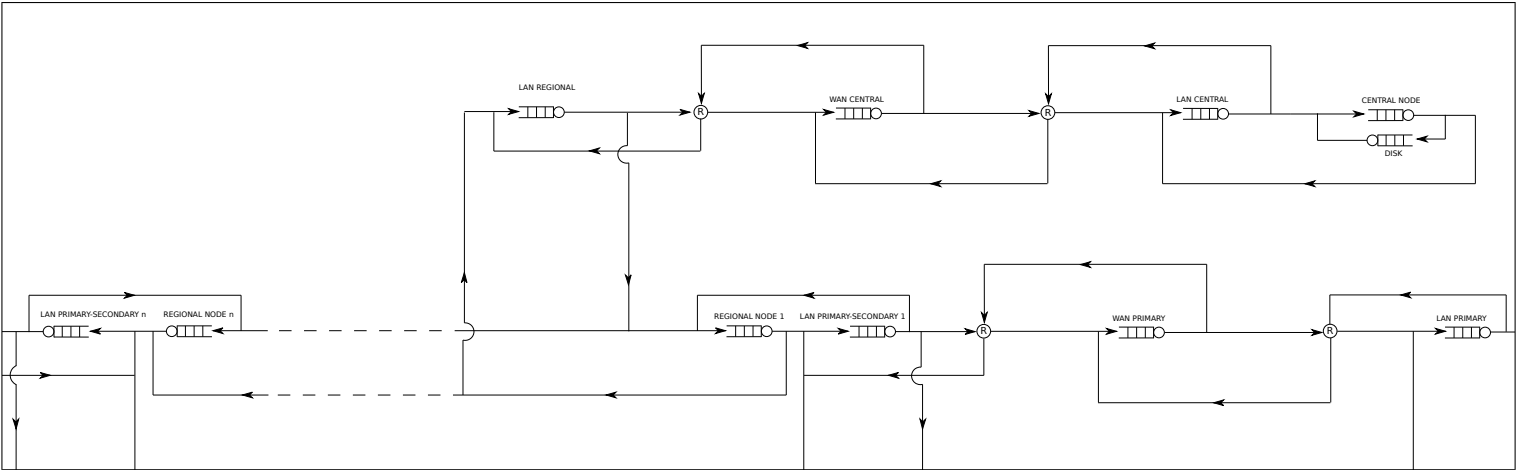 LAN REGIONAL
WAN CENTRAL
LAN CENTRAL
CENTRAL NODE
R
R
DISK
LAN PRIMARY-SECONDARY n
REGIONAL NODE n
REGIONAL NODE 1
LAN PRIMARY-SECONDARY 1
WAN PRIMARY
LAN PRIMARY
R
R